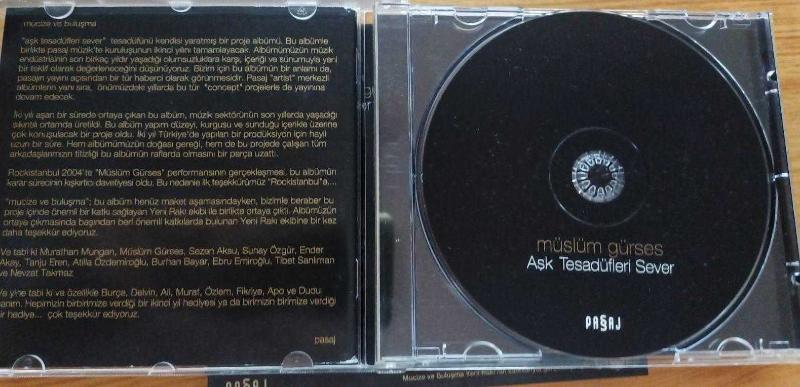 mucize ve buluşma
"aşk tesadüfleri sever" tesadüfünü kendisi yaratmış bir proje albümü. Bu albümle
birlikte pasaj müzik'te kuruluşunun ikinci yılını tamamlayacak. Albümümüzün müzik
endüstrisinin son birkaç yıldır yaşadığı olumsuzluklara karşı, içeriği ve sunumuyla yeni
bir teklif olarak değerleneceğini düşünüyoruz. Bizim için bu albümün bir anlamı da,
pasajın yayını açısından bir tür haberci olarak görünmesidir. Pasaj "artist" merkezli
albümlerin yanı sıra, önümüzdeki yıllarda bu tür "concept" projelerle de yayınına
devam edecek.
İki yılı aşan bir sürede ortaya çıkan bu albüm, müzik sektörünün son yıllarda yaşadığı
sıkıntılı ortamda üretildi. Bu albüm yapım düzeyi, kurgusu ve sunduğu içerikle üzerine
çok konuşulacak bir proje oldu. İki yıl Türkiye'de yapılan bir prodüksiyon için hayli
uzun bir süre. Hem albümümüzün doğası gereği, hem de bu projede çalışan tüm
arkadaşlarımızın titizliği bu albümün raflarda olmasını bir parça uzattı.
Rockistanbul 2004'te "Müslüm Gürses" performansının gerçekleşmesi, bu albümün
karar sürecinin kışkırtıcı davetiyesi oldu. Bu nedenle ilk teşekkürümüz "Rockistanbul"a....
"mucize ve buluşma"; bu albüm henüz maket aşamasındayken, bizimle beraber bu
proje içinde önemli bir katkı sağlayan Yeni Rakı ekibi ile birlikte ortaya çıktı. Albümüzün
ortaya çıkmasında başından beri önemli katkılarda bulunan Yeni Rakı ekibine bir kez
daha teşekkür ediyoruz.
Ve tabi ki Murathan Mungan, Müslüm Gürses, Sezen Aksu, Sunay Özgür, Ender
Akay, Tanju Eren, Atilla Özdemiroğlu, Burhan Bayar, Ebru Emiroğlu, Tibet Sanlıman
ve Nevzat Takmaz
Ve yine tabi ki ve özellikle Burçe, Delvin, Ali, Murat, Özlem, Fikriye, Apo ve Dudu
hanım. Hepimizin birbirimize verdiği bir ikinci yıl hediyesi ya da birimizin birimize verdiği
bir hediye... çok teşekkür ediyoruz.
pasaj
müslüm gürses
Aşk Tesadüfleri Sever
PASAJ
PASAJ
Mucize ve buluşma Yeni Rakı'nın